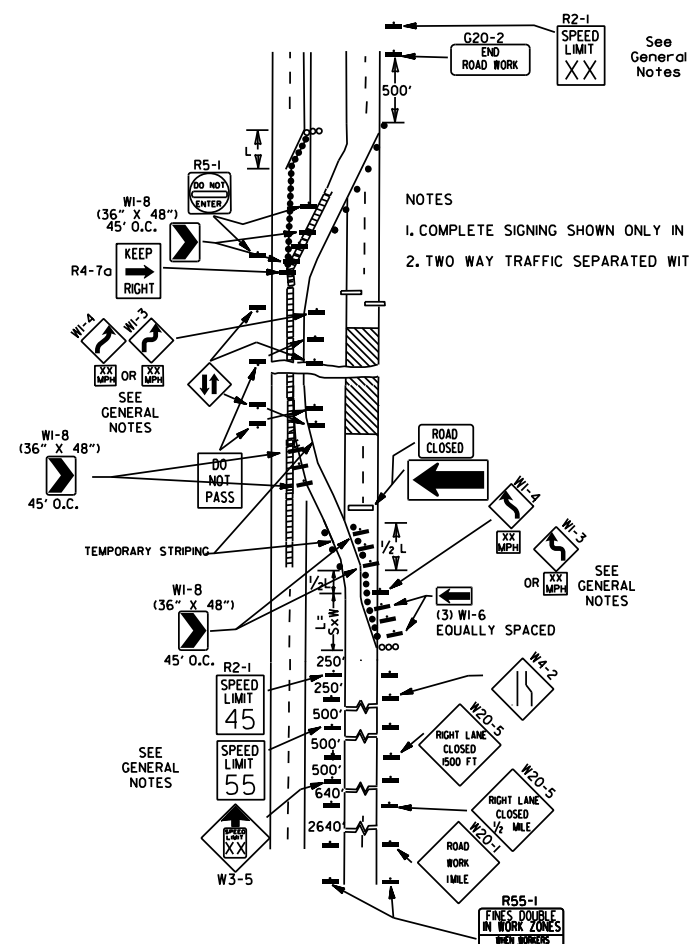 R2-1
SPEED
LIMIT
XX
See
General
Notes
G20-2
END
ROAD WORK
500'
L
R5-1
DO NOT
ENTER
W1-8
(36" X 48")
45' O.C.
R4-7a
KEEP
RIGHT
NOTES
1. COMPLETE SIGNING SHOWN ONLY IN
2. TWO WAY TRAFFIC SEPARATED WIT
W1-4
W1-3
XX
MPH
OR
XX
MPH
SEE
GENERAL
NOTES
W1-8
(36" X 48")
45' O.C.
DO
NOT
PASS
ROAD
CLOSED
W1-4
XX
MPH
W1-3
OR
XX
MPH
SEE
GENERAL
NOTES
TEMPORARY STRIPING
1/2 L
1/2 L
L=
SxW
W1-8
(36" X 48")
45' O.C.
(3) W1-6
EQUALLY SPACED
R2-1
SPEED
LIMIT
45
250'
250'
500'
500'
500'
640'
2640'
W4-2
SEE
GENERAL
NOTES
SPEED
LIMIT
55
W20-5
RIGHT LANE
CLOSED
1500 FT
W20-5
RIGHT LANE
CLOSED
1/2 MILE
SPEED
LIMIT
XX
W3-5
W20-1
ROAD
WORK
1MILE
R55-1
FINES DOUBLE
IN WORK ZONES
WHEN WORKERS